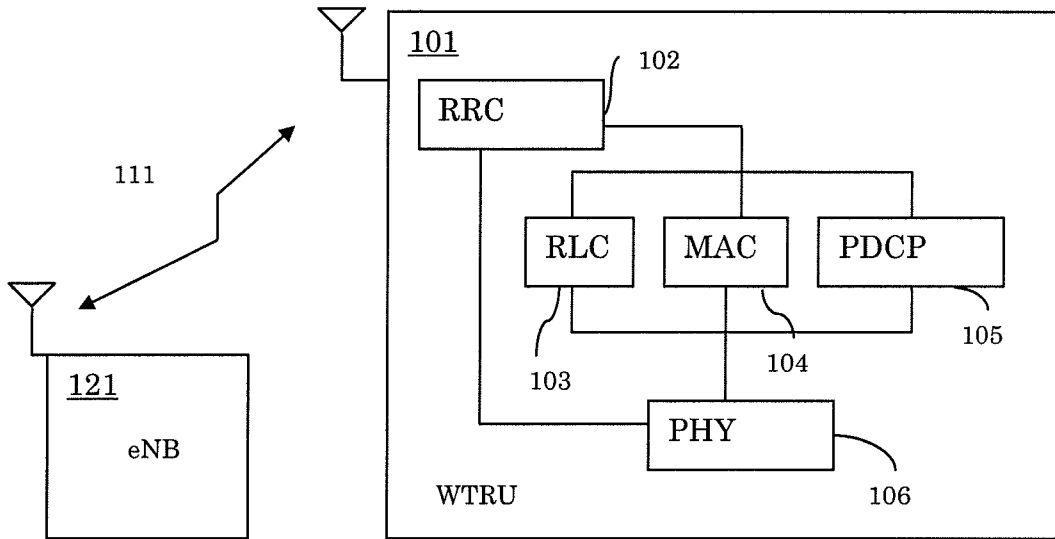 101
102
RRC
111
RLC
MAC
PDCP
105
103
104
121
PHY
eNB
WTRU
106